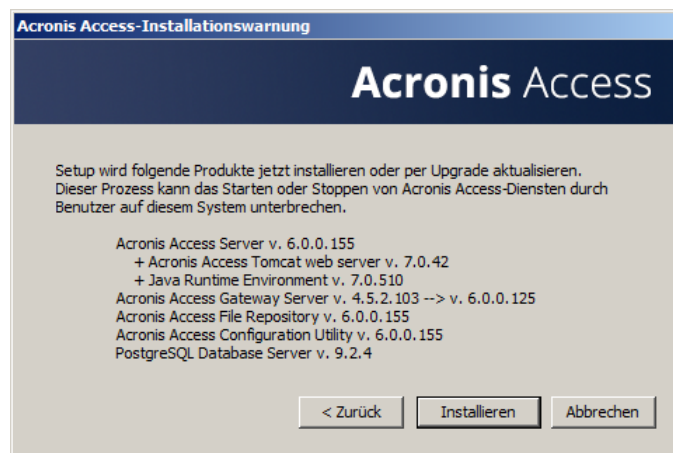 Acronis Access-Installationswarnung
Acronis Access
Setup wird folgende Produkte jetzt installieren oder per Upgrade aktualisieren.
Dieser Prozess kann das Starten oder Stoppen von Acronis Access-Diensten durch
Benutzer auf diesem System unterbrechen.
Acronis Access Server v. 6.0.0.155
+ Acronis Access Tomcat web server v. 7.0.42
+ Java Runtime Environment v. 7.0.510
Acronis Access Gateway Server v. 4.5.2.103 --> v. 6.0.0.125
Acronis Access File Repository v. 6.0.0.155
Acronis Access Configuration Utility v. 6.0.0.155
PostgreSQL Database Server v. 9.2.4
< Zurück Installieren Abbrechen